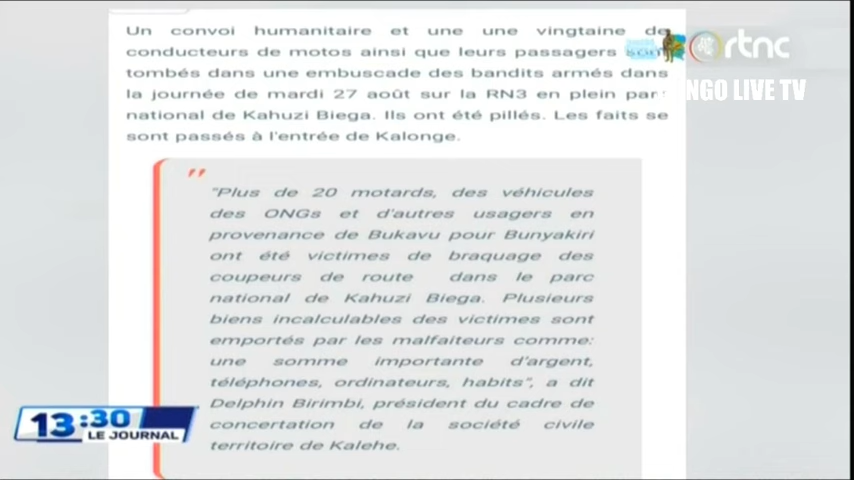 Un convoi humanitaire et une une vingtaine de
conducteurs de motos ainsi que leurs passagers sont
tombés dans une embuscade des bandits armés dans
la journée de mardi 27 août sur la RN3 en plein parc
national de Kahuzi Biega. Ils ont été pillés. Les faits se
sont passés à l'entrée de Kalonge.
"Plus de 20 motards, des véhicules
des ONGs et d'autres usagers en
provenance de Bukavu pour Bunyakiri
ont été victimes de braquage des
coupeurs de route dans le parc
national de Kahuzi Biega. Plusieurs
biens incalculables des victimes sont
emportés par les malfaiteurs comme:
une somme importante d'argent,
téléphones, ordinateurs, habits", a dit
Delphin Birimbi, président du cadre de
concertation de la société civile
territoire de Kalehe.
rtnc
NGO LIVE TV
13:30
LE JOURNAL